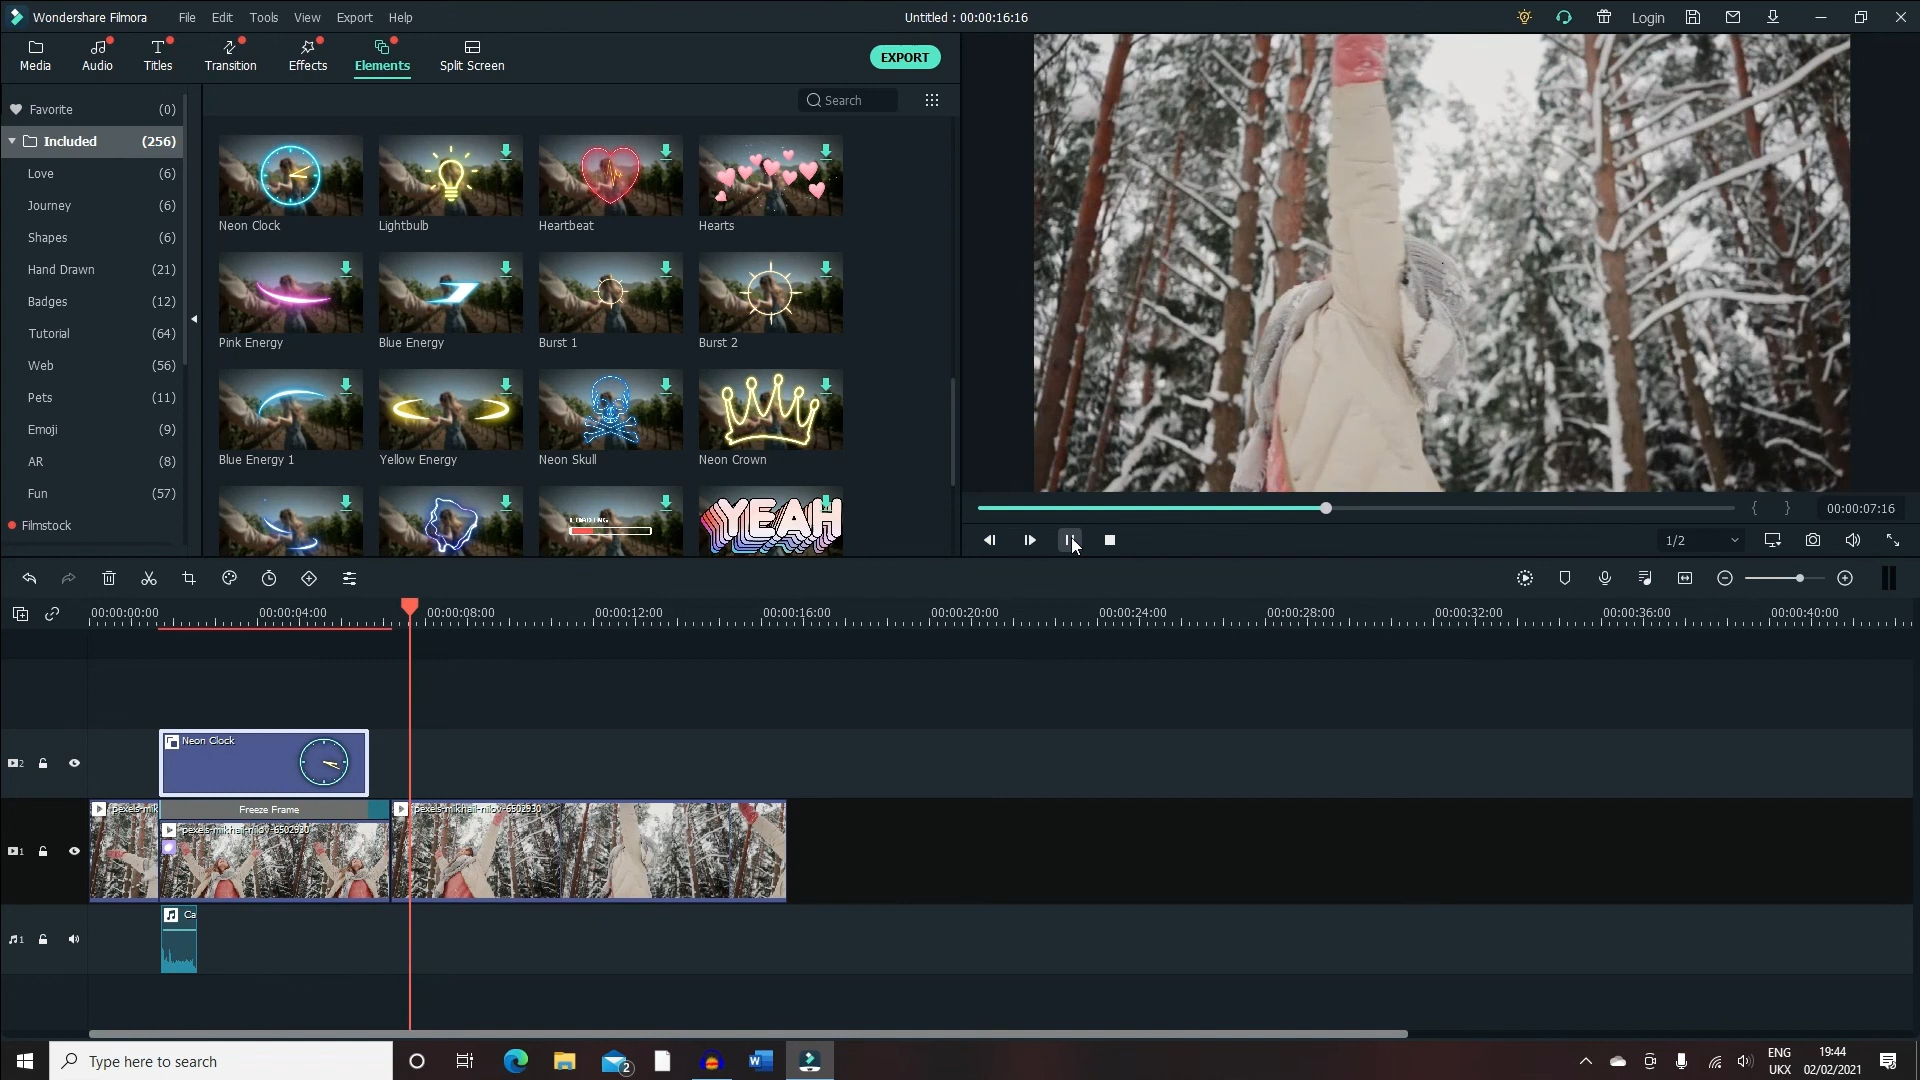 Wondershare Filmora File Edit Tools View Export Help Untitled : 00:00:16:16 Login
Media Audio Titles Transition Effects Elements Split Screen EXPORT
Search
Favorite (0)
Included (256)
Love (6)
Journey (6)
Shapes (6)
Hand Drawn (21)
Badges (12)
Tutorial (64)
Web (56)
Pets (11)
Emoji (9)
AR (8)
Fun (57)
Filmstock
Neon Clock Lightbulb Heartbeat Hearts
Pink Energy Blue Energy Burst 1 Burst 2
Blue Energy 1 Yellow Energy Neon Skull Neon Crown
LOADING YEAH
{ } 00:00:07:16
1/2
00:00:00:00 00:00:04:00 00:00:08:00 00:00:12:00 00:00:16:00 00:00:20:00 00:00:24:00 00:00:28:00 00:00:32:00 00:00:36:00 00:00:40:00
2
Neon Clock
pexels-mik Freeze Frame pexels-mikhail-nilov-6502930
pexels-mikhail-nilov-6502930
1
1
Ca
Type here to search
2
W
ENG
UKX
19:44
02/02/2021